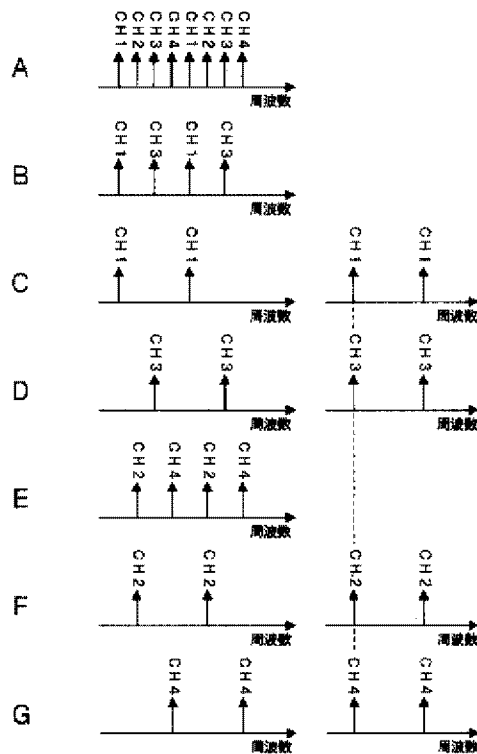 CH1 CH2 CH3 CH4 CH1 CH2 CH3 CH4
A
周波数
CH1 CH3 CH1 CH3
B
周波数
CH1 CH1 CH1 CH1
C
周波数 周波数
CH3 CH3 CH3 CH3
D
周波数 周波数
CH2 CH4 CH2 CH4
E
周波数
CH2 CH2 CH2 CH2
F
周波数 周波数
CH4 CH4 CH4 CH4
G
周波数 周波数